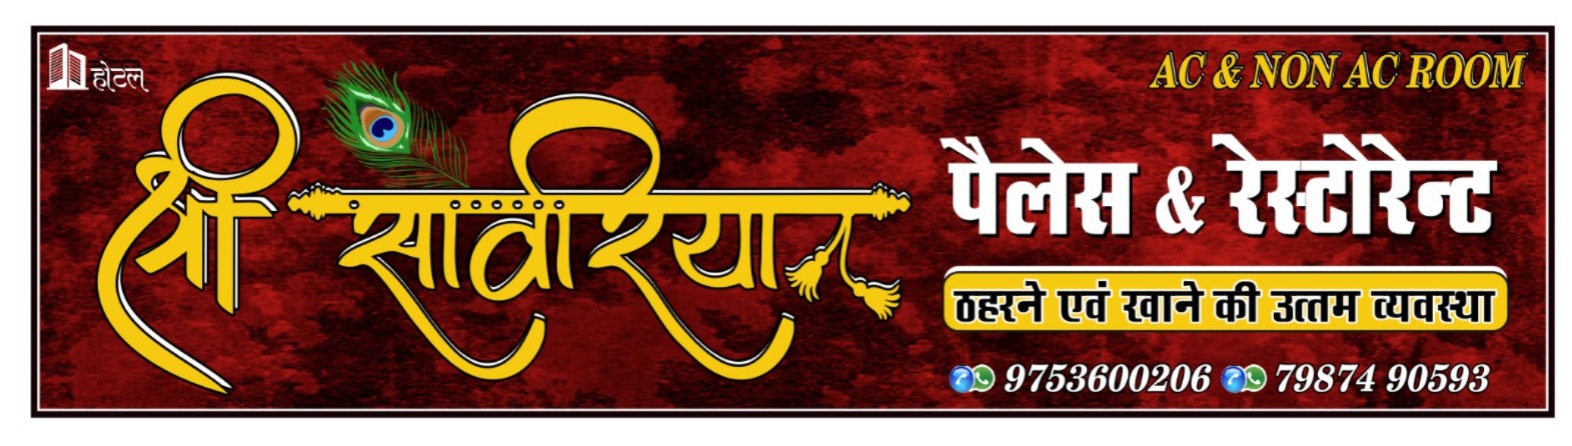 होटल
श्री सावरिया
AC & NON AC ROOM
पैलेस & रेस्टोरेन्ट
ठहरने एवं खाने की उत्तम व्यवस्था
9753600206 79874 90593